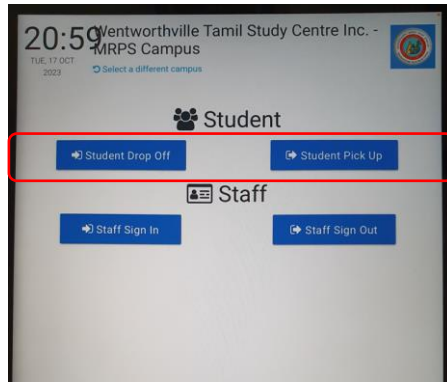 20:59
TUE, 17 OCT
2023
Wentworthville Tamil Study Centre Inc. -
MRPS Campus
Select a different campus
Student
Student Drop Off
Student Pick Up
Staff
Staff Sign In
Staff Sign Out